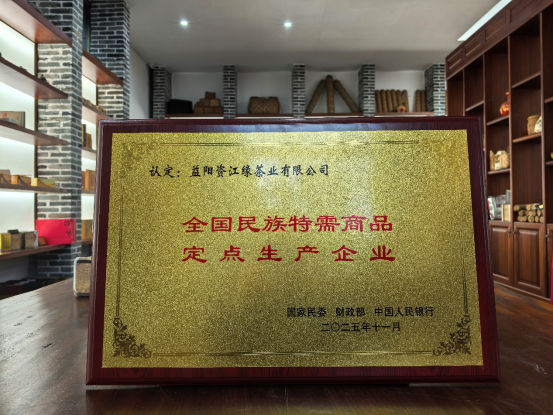 认定：益阳资江缘茶业有限公司
全国民族特需商品
定点生产企业
国家民委 财政部 中国人民银行
二〇二五年十一月